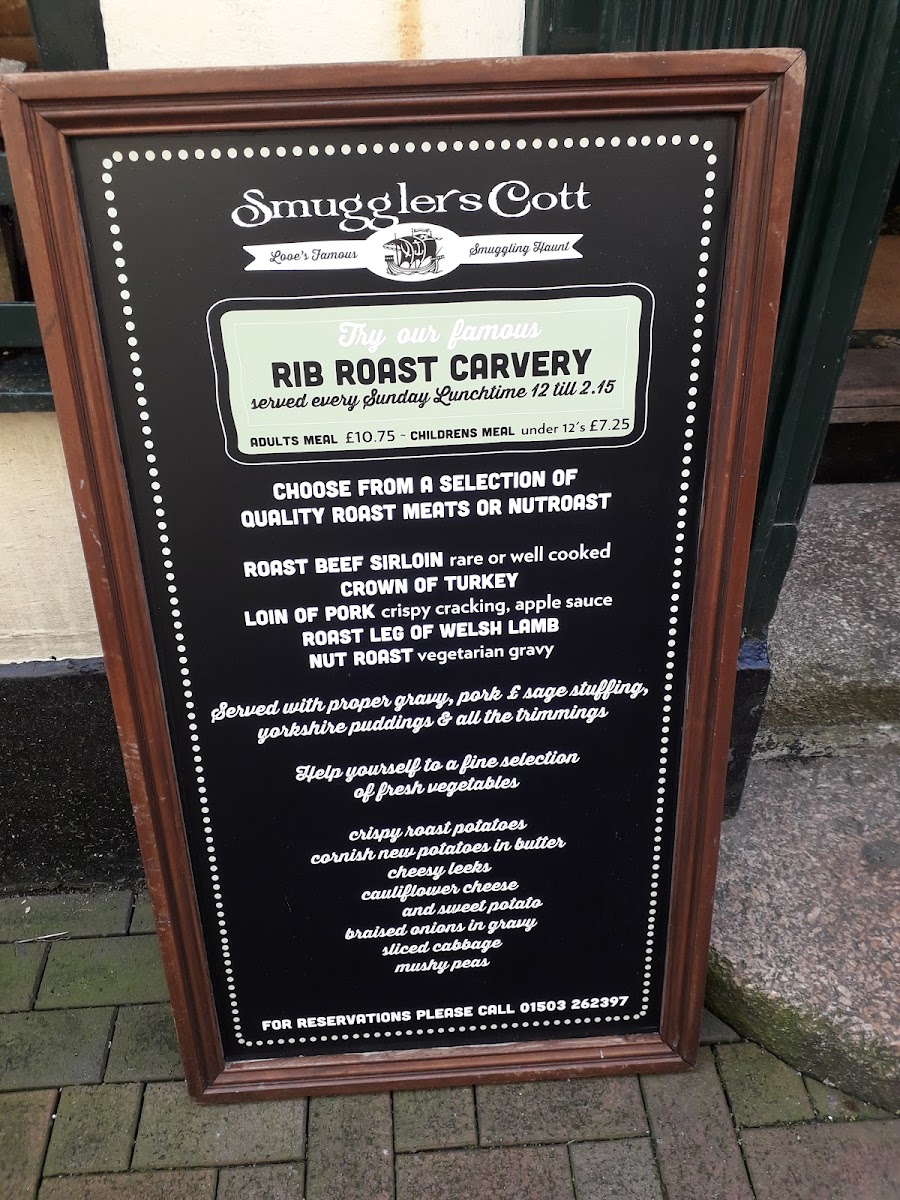 Smugglers Cott
Looe's Famous Smuggling Haunt
Try our famous
RIB ROAST CARVERY
served every Sunday Lunchtime 12 till 2.15
ADULTS MEAL £10.75 ~ CHILDRENS MEAL under 12's £7.25
CHOOSE FROM A SELECTION OF
QUALITY ROAST MEATS OR NUTROAST
ROAST BEEF SIRLOIN rare or well cooked
CROWN OF TURKEY
LOIN OF PORK crispy cracking, apple sauce
ROAST LEG OF WELSH LAMB
NUT ROAST vegetarian gravy
Served with proper gravy, pork £ sage stuffing,
yorkshire puddings & all the trimmings
Help yourself to a fine selection
of fresh vegetables
crispy roast potatoes
cornish new potatoes in butter
cheesy leeks
cauliflower cheese
and sweet potato
braised onions in gravy
sliced cabbage
mushy peas
FOR RESERVATIONS PLEASE CALL 01503 262397